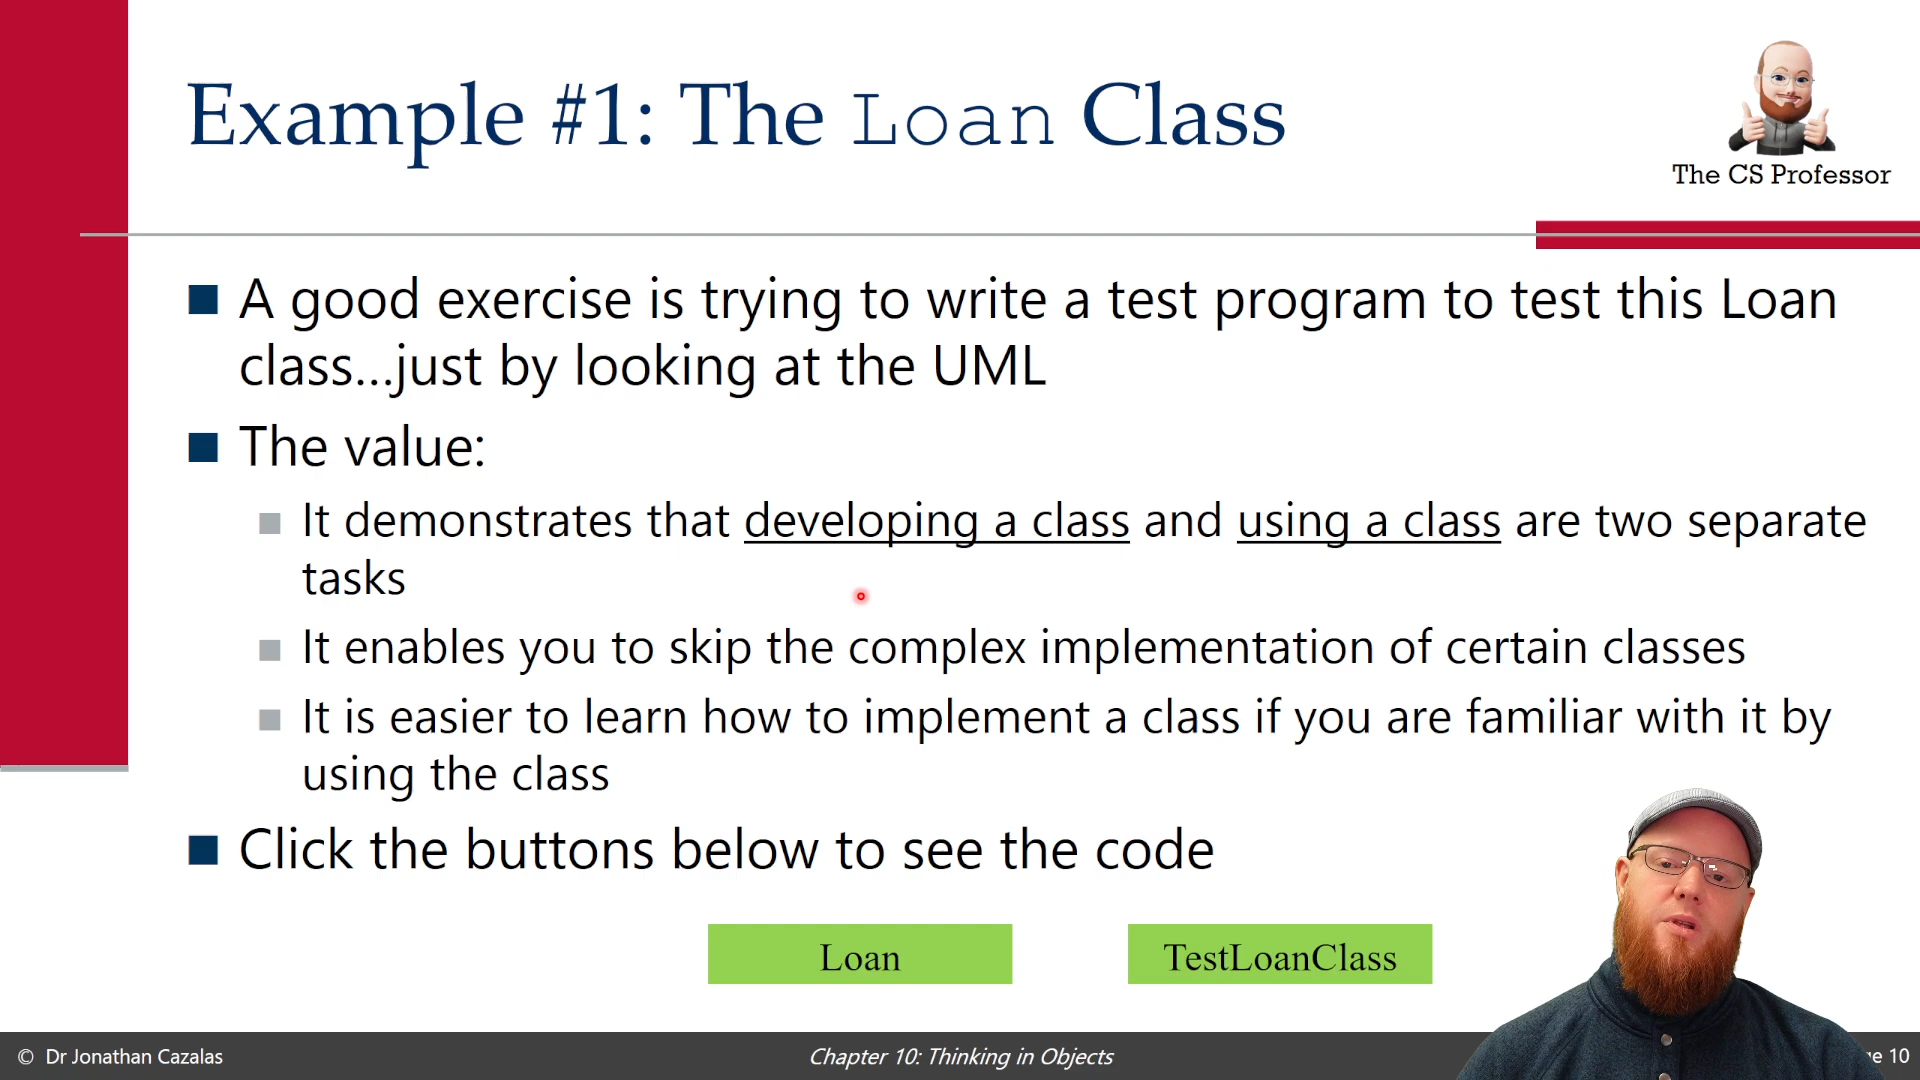 Example #1: The Loan Class
The CS Professor
A good exercise is trying to write a test program to test this Loan
class...just by looking at the UML
The value:
It demonstrates that developing a class and using a class are two separate
tasks
It enables you to skip the complex implementation of certain classes
It is easier to learn how to implement a class if you are familiar with it by
using the class
Click the buttons below to see the code
Loan
TestLoanClass
© Dr Jonathan Cazalas
Chapter 10: Thinking in Objects
10